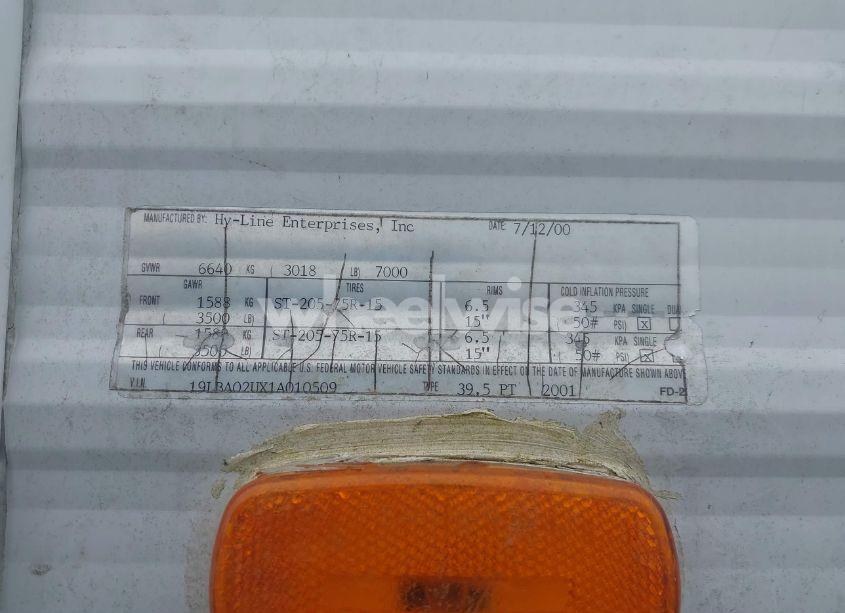 MANUFACTURED BY: Hy-Line Enterprises, Inc DATE 7/12/00
GVWR 6640 KG ( 3018 LB) 7000
GAWR TIRES RIMS COLD INFLATION PRESSURE
FRONT 1588 KG ST-205-75R-15 6.5 345 KPA SINGLE
3500 LB) 15" 50# PSI) X
REAR KG ST-205-75R-15 6.5 345 KPA SINGLE
3500 LB) 15" 50# PSI) X
THIS VEHICLE CONFORMS TO ALL APPLICABLE U.S. FEDERAL MOTOR VEHICLE SAFETY STANDARDS IN EFFECT ON THE DATE OF MANUFACTURE SHOWN ABOVE
V.I.N. 19L3A02UX1A010509 TYPE 39.5 PT 2001 FD-2
wheelwise